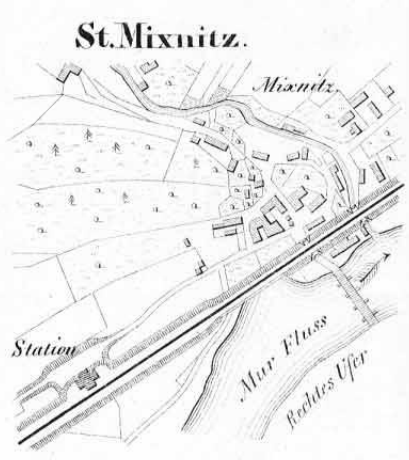 St. Mixnitz.
Mixnitz.
Station
Mur Fluss
Rechtes Ufer